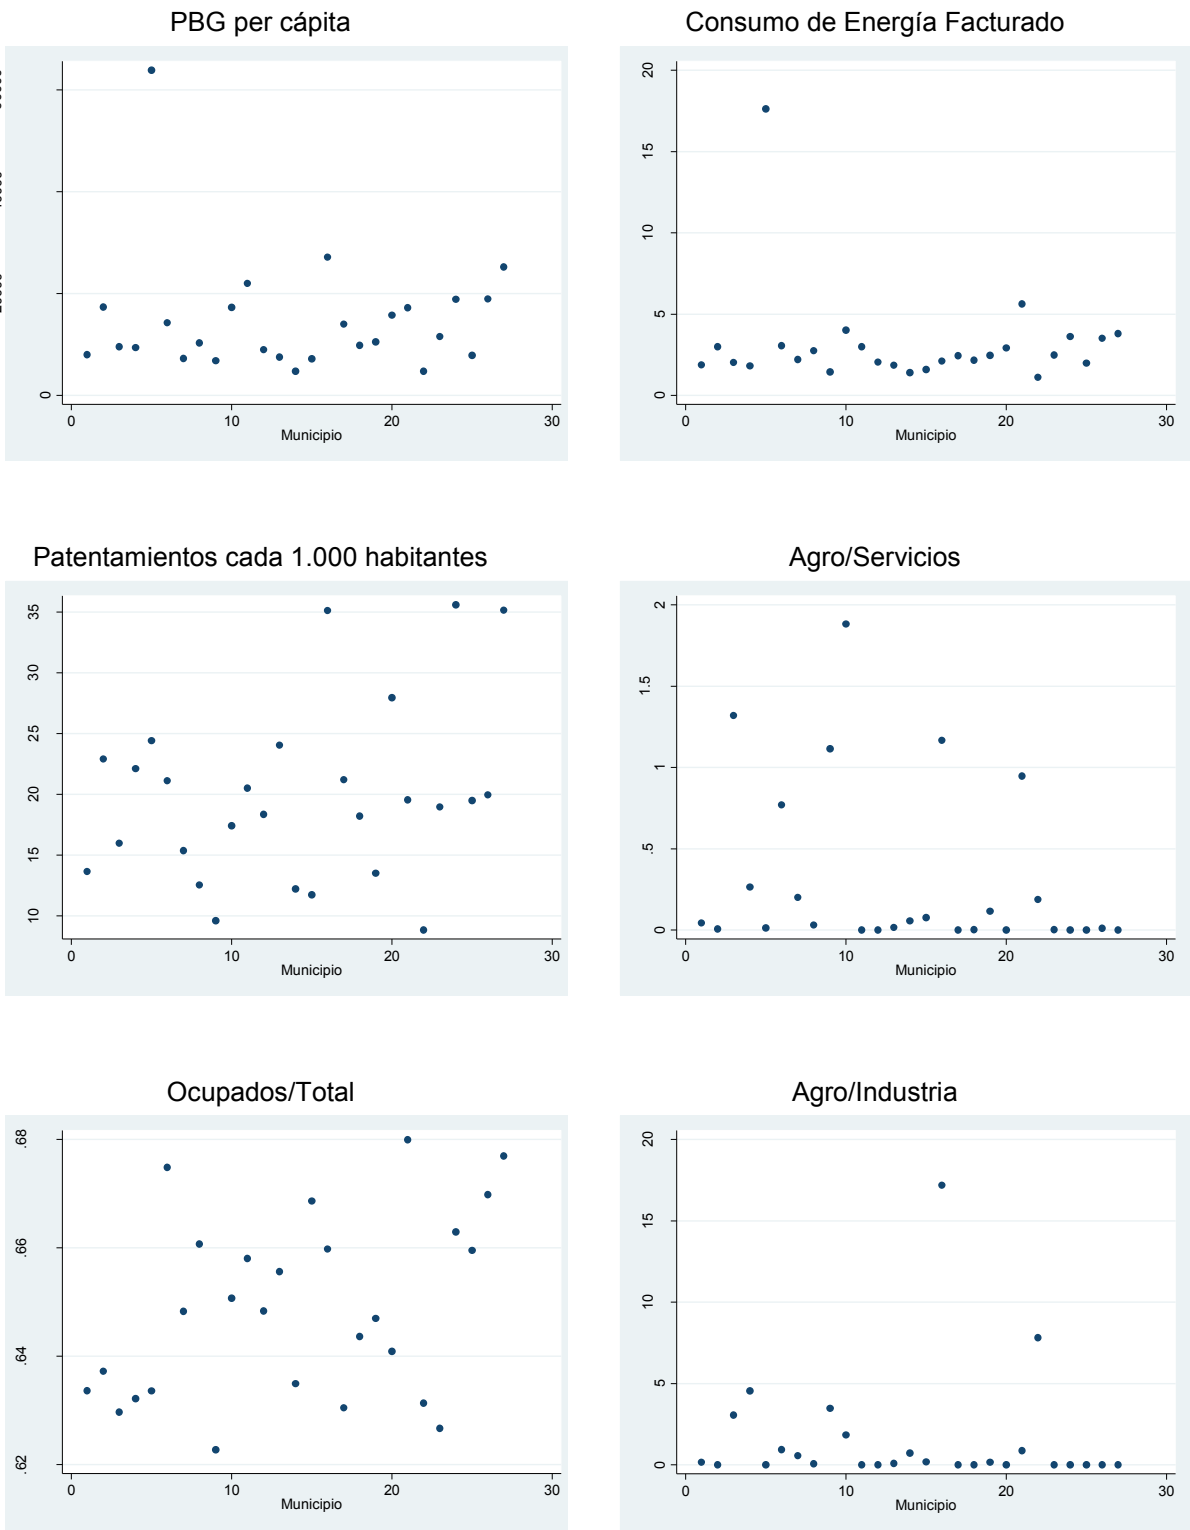 PBG per cápita
Consumo de Energía Facturado
0
0 10 20 30
Municipio
20
15
10
5
0
0 10 20 30
Municipio
Patentamientos cada 1.000 habitantes
Agro/Servicios
35
30
25
20
15
10
0 10 20 30
Municipio
2
1.5
1
.5
0
0 10 20 30
Municipio
Ocupados/Total
Agro/Industria
.68
.66
.64
.62
0 10 20 30
Municipio
20
15
10
5
0
0 10 20 30
Municipio